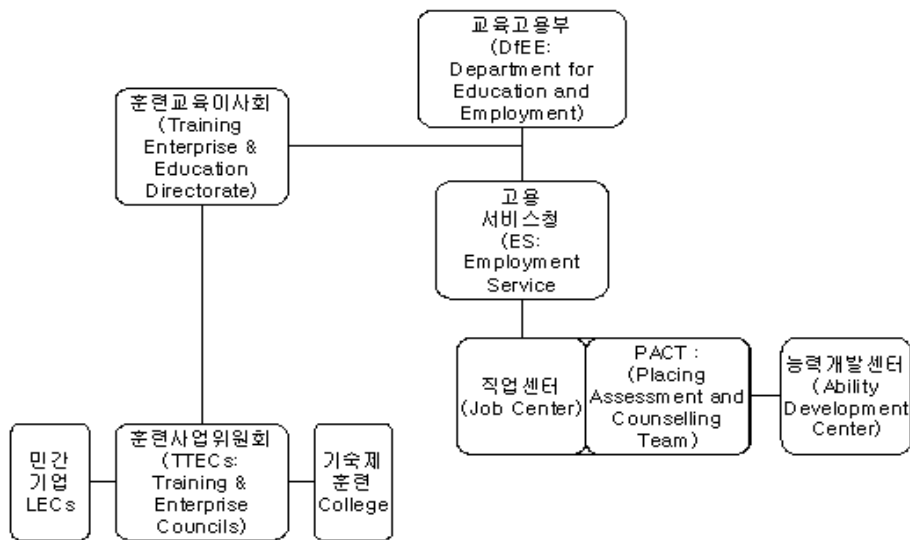 교육고용부
(DfEE:
Department for
Education and
Employment)
훈련교육이사회
(Training
Enterprise &
Education
Directorate)
고용
서비스청
(ES:
Employment
Service
직업센터
(Job Center)
PACT :
(Placing
Assessment and
Counselling
Team)
능력개발센터
(Ability
Development
Center)
민간
기업
LECs
훈련사업위원회
(TTECs:
Training &
Enterprise
Councils)
기숙제
훈련
College